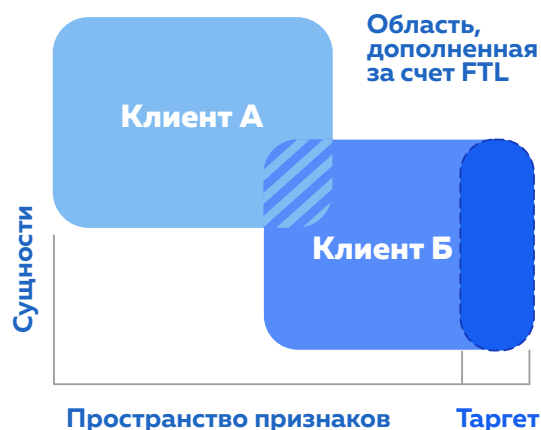 Область,
дополненная
за счет FTL
Клиент А
Клиент Б
Сущности
Пространство признаков
Таргет